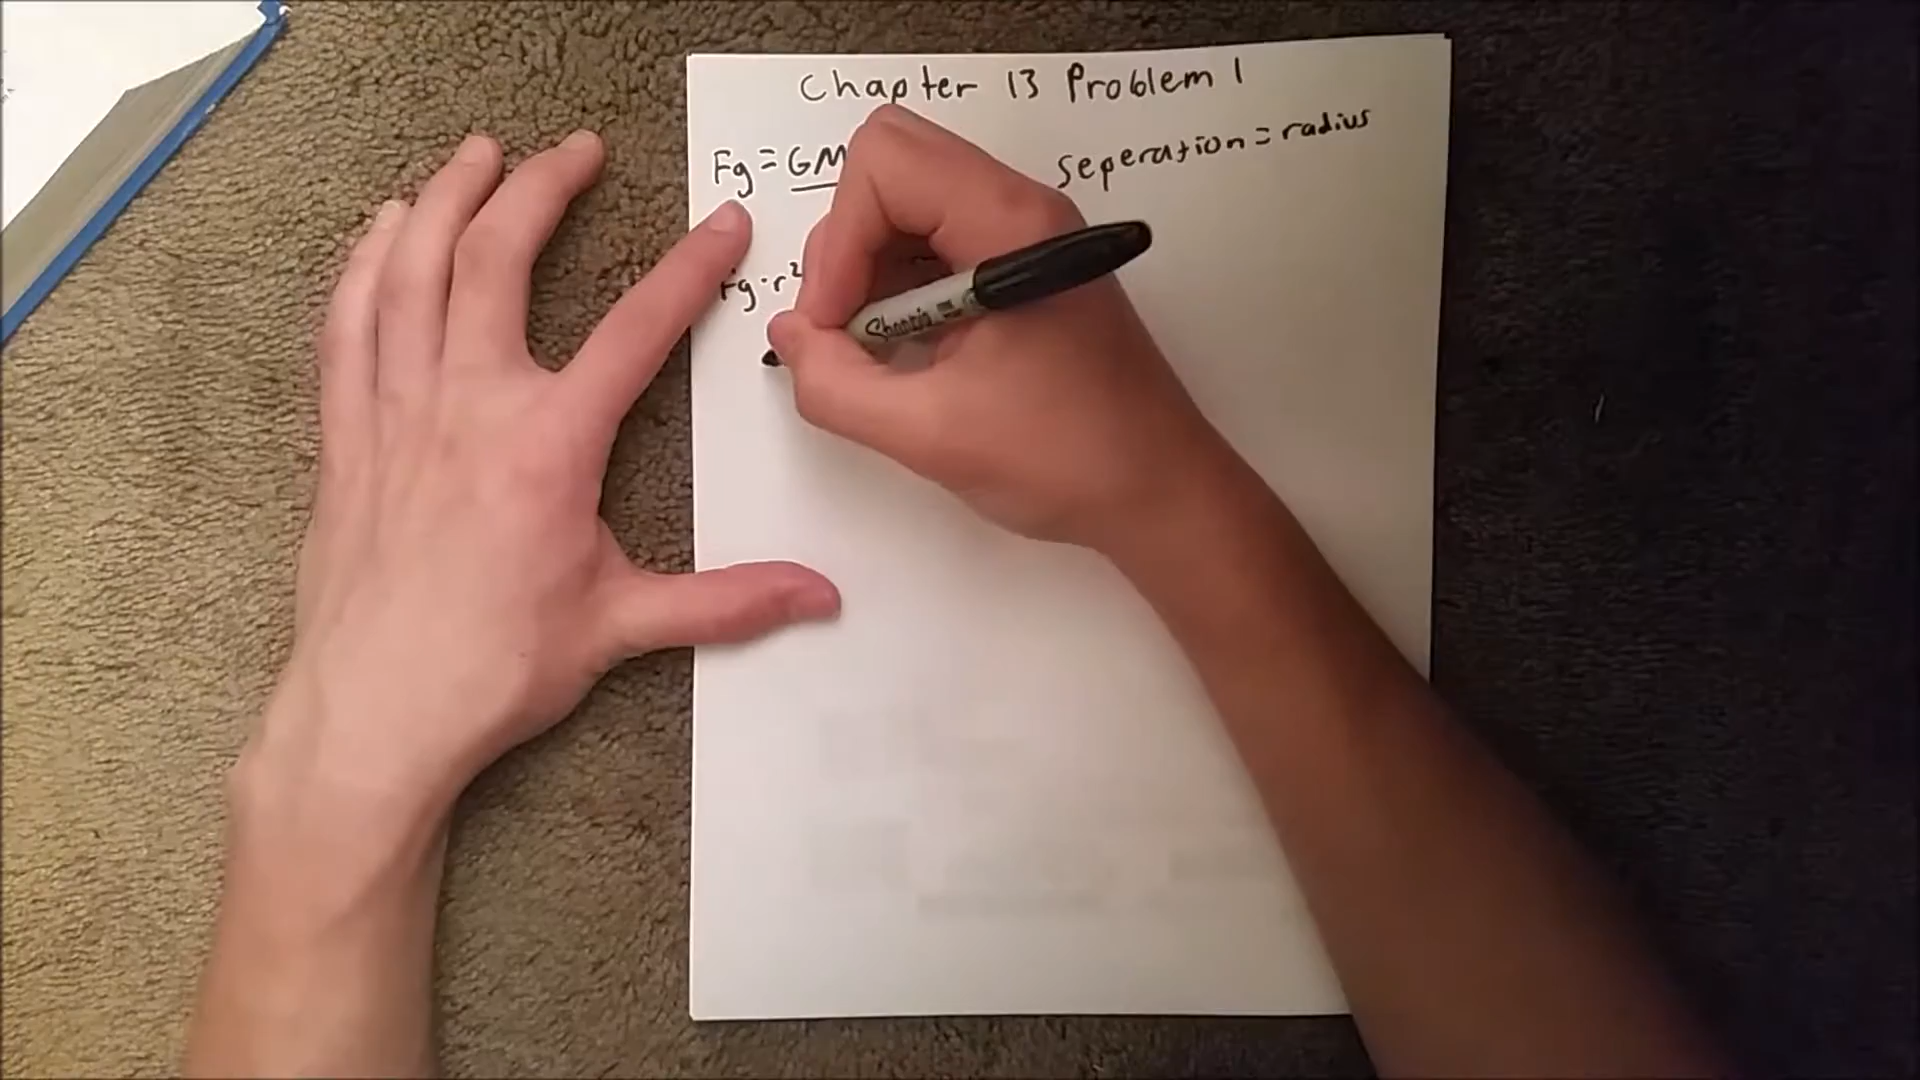 Chapter 13 Problem 1
Fg = GM
Seperation = radius
Fg · r²
Sharpie